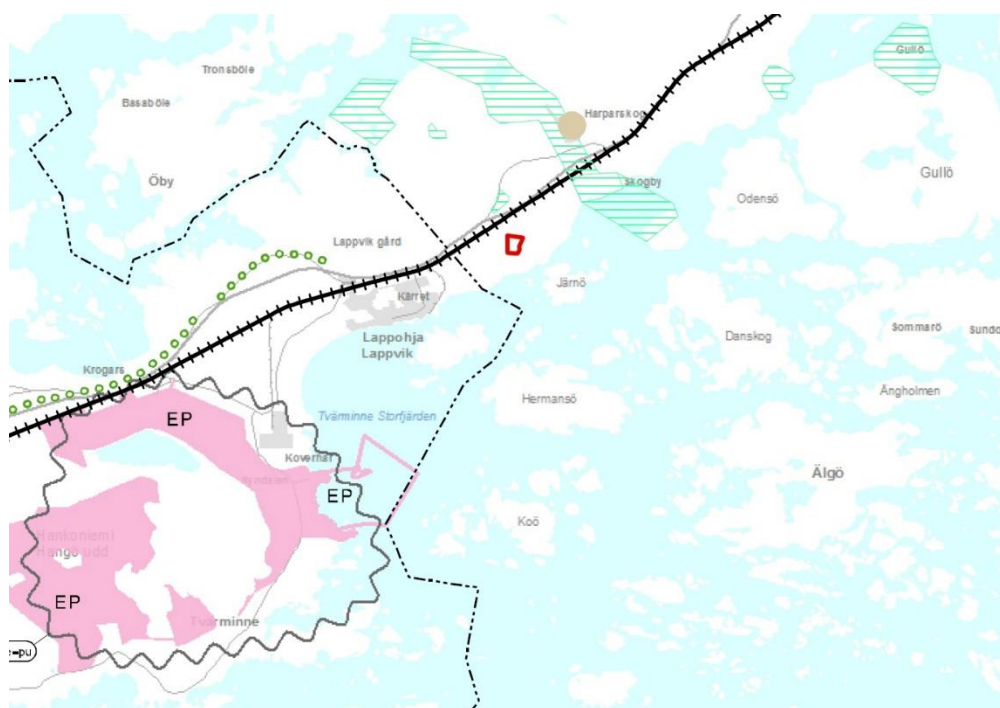 Gullö
Tronsböle
Basaböle
Harparskog
Öby
Skogby
Gullö
Odensö
Lappvik gård
Järnö
Kärret
Lappohja
Lappvik
Danskog
Sommarö
Krogars
Hermansö
Ängholmen
Tvärminne Storfjärden
EP
Koverhar
Älgö
EP
Koö
Hankoniemi
Hangö udd
EP
Tvärminne